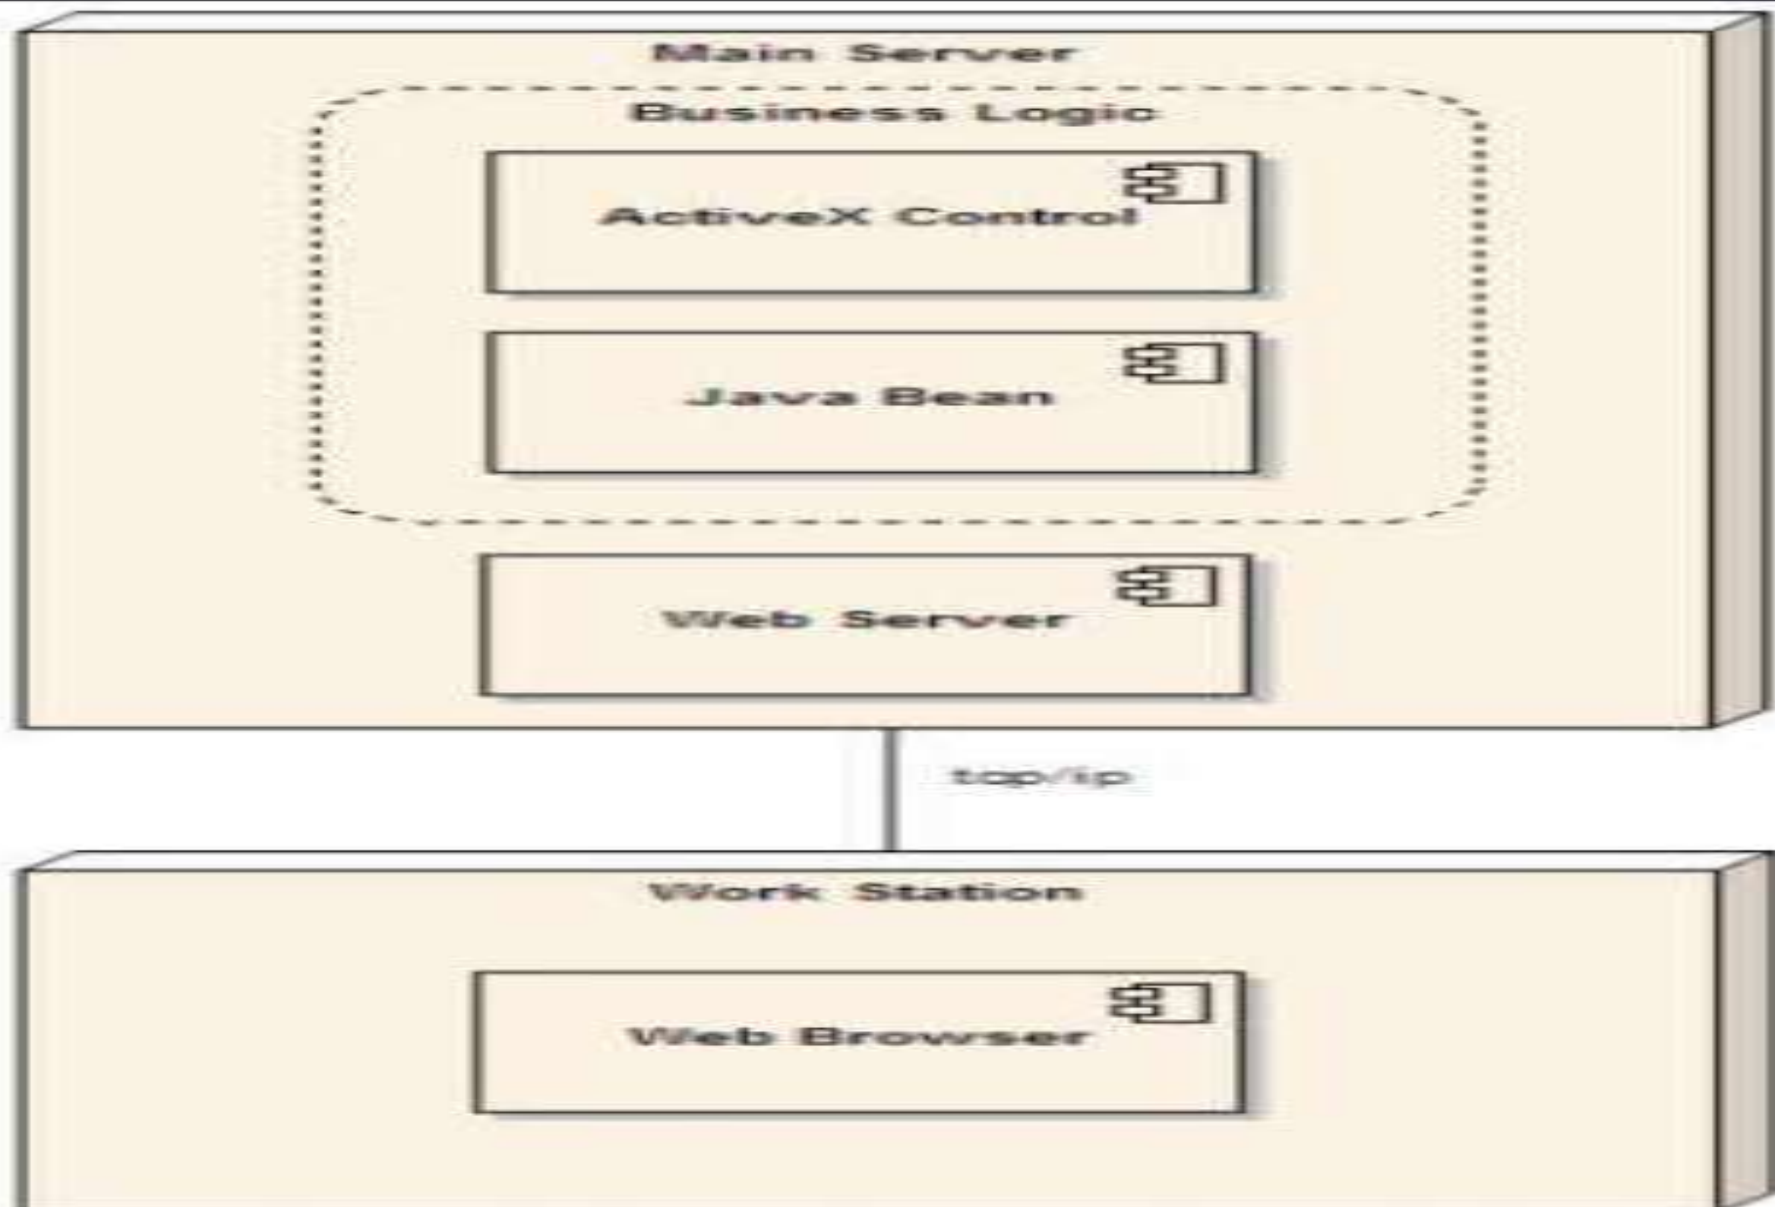 Main Server
Business Logic
ActiveX Control
Java Bean
Web Server
tcp/ip
Work Station
Web Browser